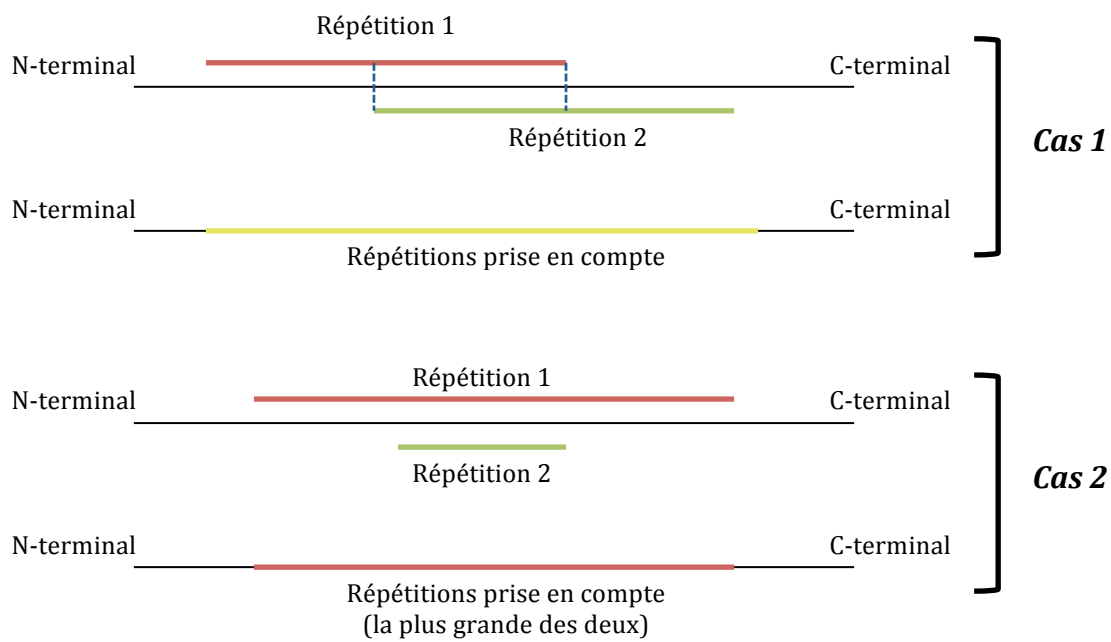 Répétition 1
N-terminal
C-terminal
Répétition 2
Cas 1
N-terminal
C-terminal
Répétitions prise en compte
Répétition 1
N-terminal
C-terminal
Répétition 2
Cas 2
N-terminal
C-terminal
Répétitions prise en compte
(la plus grande des deux)